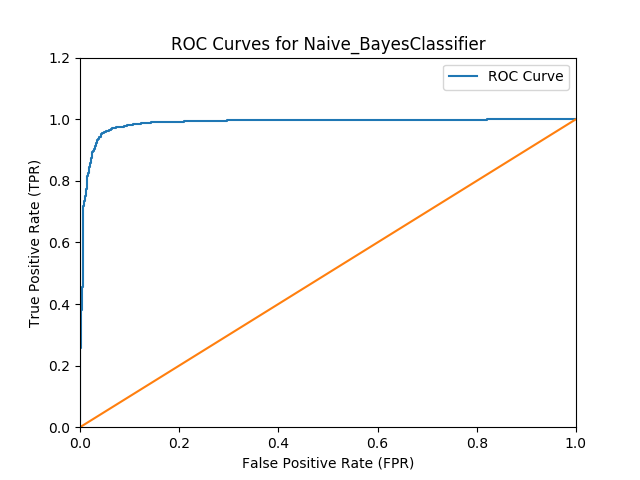 ROC Curves for Naive_BayesClassifier
ROC Curve
True Positive Rate (TPR)
1.2
1.0
0.8
0.6
0.4
0.2
0.0
0.0 0.2 0.4 0.6 0.8 1.0
False Positive Rate (FPR)